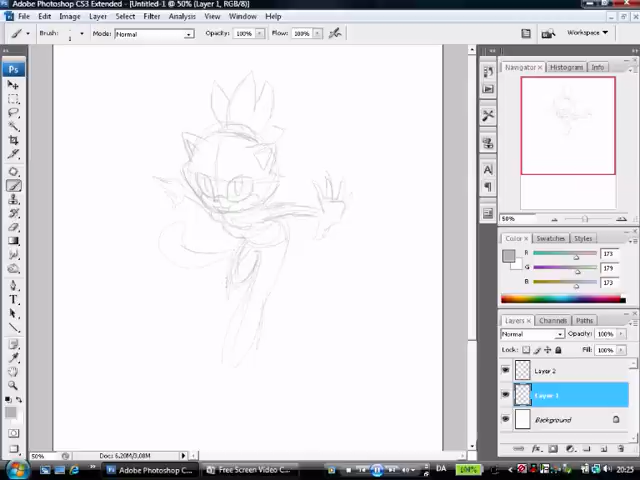 Adobe Photoshop CS3 Extended - [Untitled-1 @ 50% (Layer 1, RGB/8)]
File Edit Image Layer Select Filter Analysis View Window Help
Brush: Mode: Normal Opacity: 100% Flow: 100% Workspace
Ps
Navigator Histogram Info
50%
Color Swatches Styles
R 173
G 179
B 173
Layers Channels Paths
Normal Opacity: 100%
Lock: Fill: 100%
Layer 2
Layer 1
Background
50% Doc: 6.20M/3.08M
Adobe Photoshop C... Free Screen Video C... DA 100% 20:25